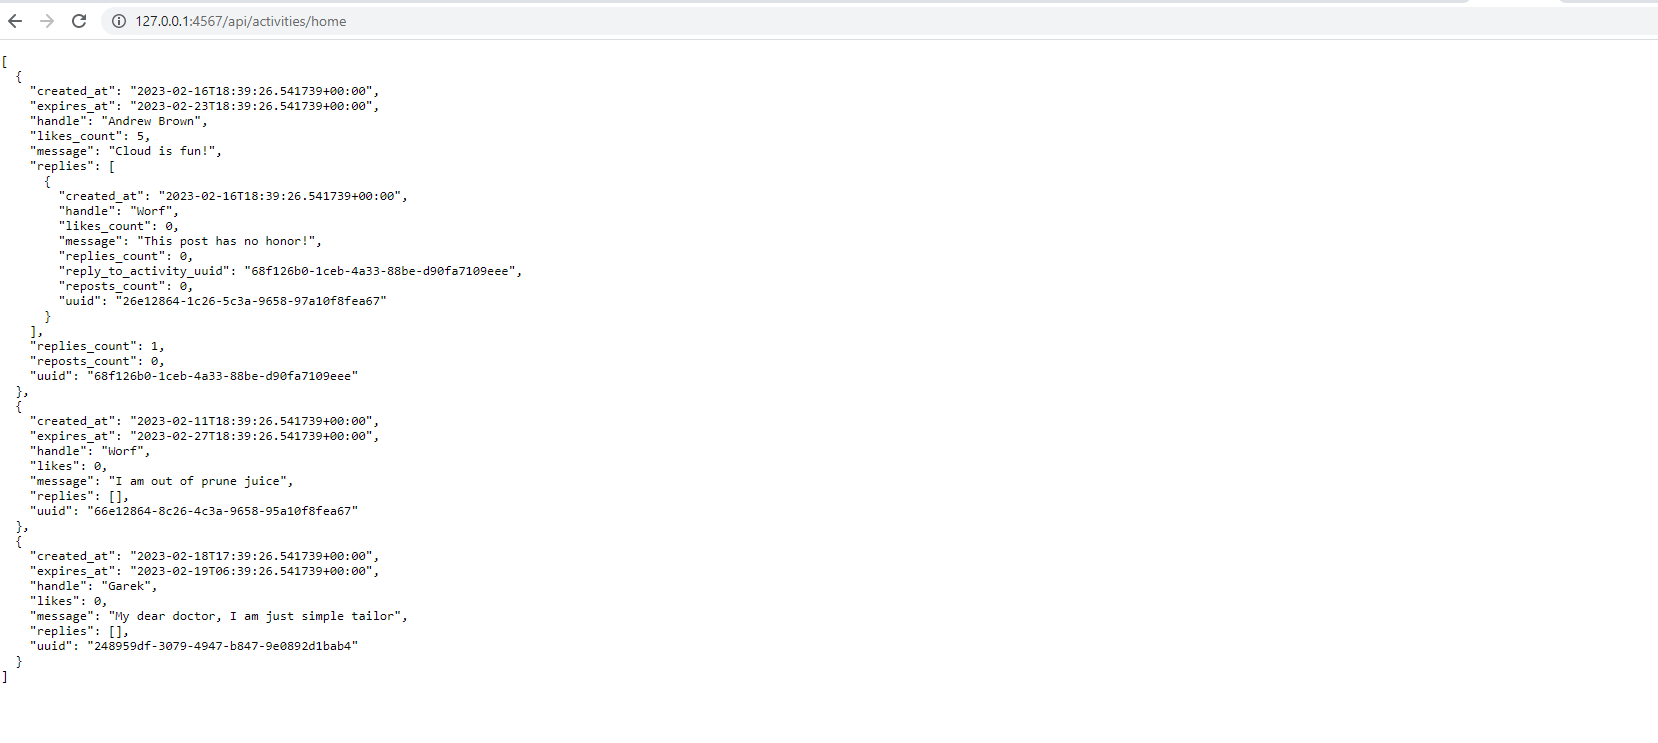 127.0.0.1:4567/api/activities/home
[
  {
    "created_at": "2023-02-16T18:39:26.541739+00:00",
    "expires_at": "2023-02-23T18:39:26.541739+00:00",
    "handle": "Andrew Brown",
    "likes_count": 5,
    "message": "Cloud is fun!",
    "replies": [
      {
        "created_at": "2023-02-16T18:39:26.541739+00:00",
        "handle": "Worf",
        "likes_count": 0,
        "message": "This post has no honor!",
        "replies_count": 0,
        "reply_to_activity_uuid": "68f126b0-1ceb-4a33-88be-d90fa7109eee",
        "reposts_count": 0,
        "uuid": "26e12864-1c26-5c3a-9658-97a10f8fea67"
      }
    ],
    "replies_count": 1,
    "reposts_count": 0,
    "uuid": "68f126b0-1ceb-4a33-88be-d90fa7109eee"
  },
  {
    "created_at": "2023-02-11T18:39:26.541739+00:00",
    "expires_at": "2023-02-27T18:39:26.541739+00:00",
    "handle": "Worf",
    "likes": 0,
    "message": "I am out of prune juice",
    "replies": [],
    "uuid": "66e12864-8c26-4c3a-9658-95a10f8fea67"
  },
  {
    "created_at": "2023-02-18T17:39:26.541739+00:00",
    "expires_at": "2023-02-19T06:39:26.541739+00:00",
    "handle": "Garek",
    "likes": 0,
    "message": "My dear doctor, I am just simple tailor",
    "replies": [],
    "uuid": "248959df-3079-4947-b847-9e0892d1bab4"
  }
]